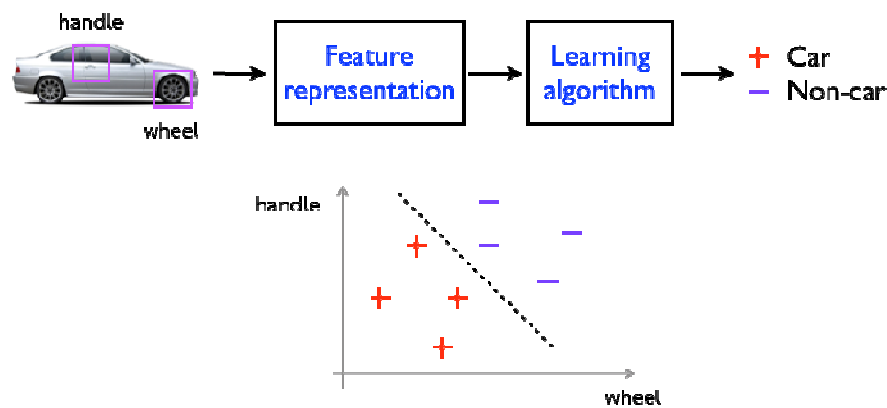 handle
wheel
Feature
representation
Learning
algorithm
+ Car
− Non-car
handle
wheel